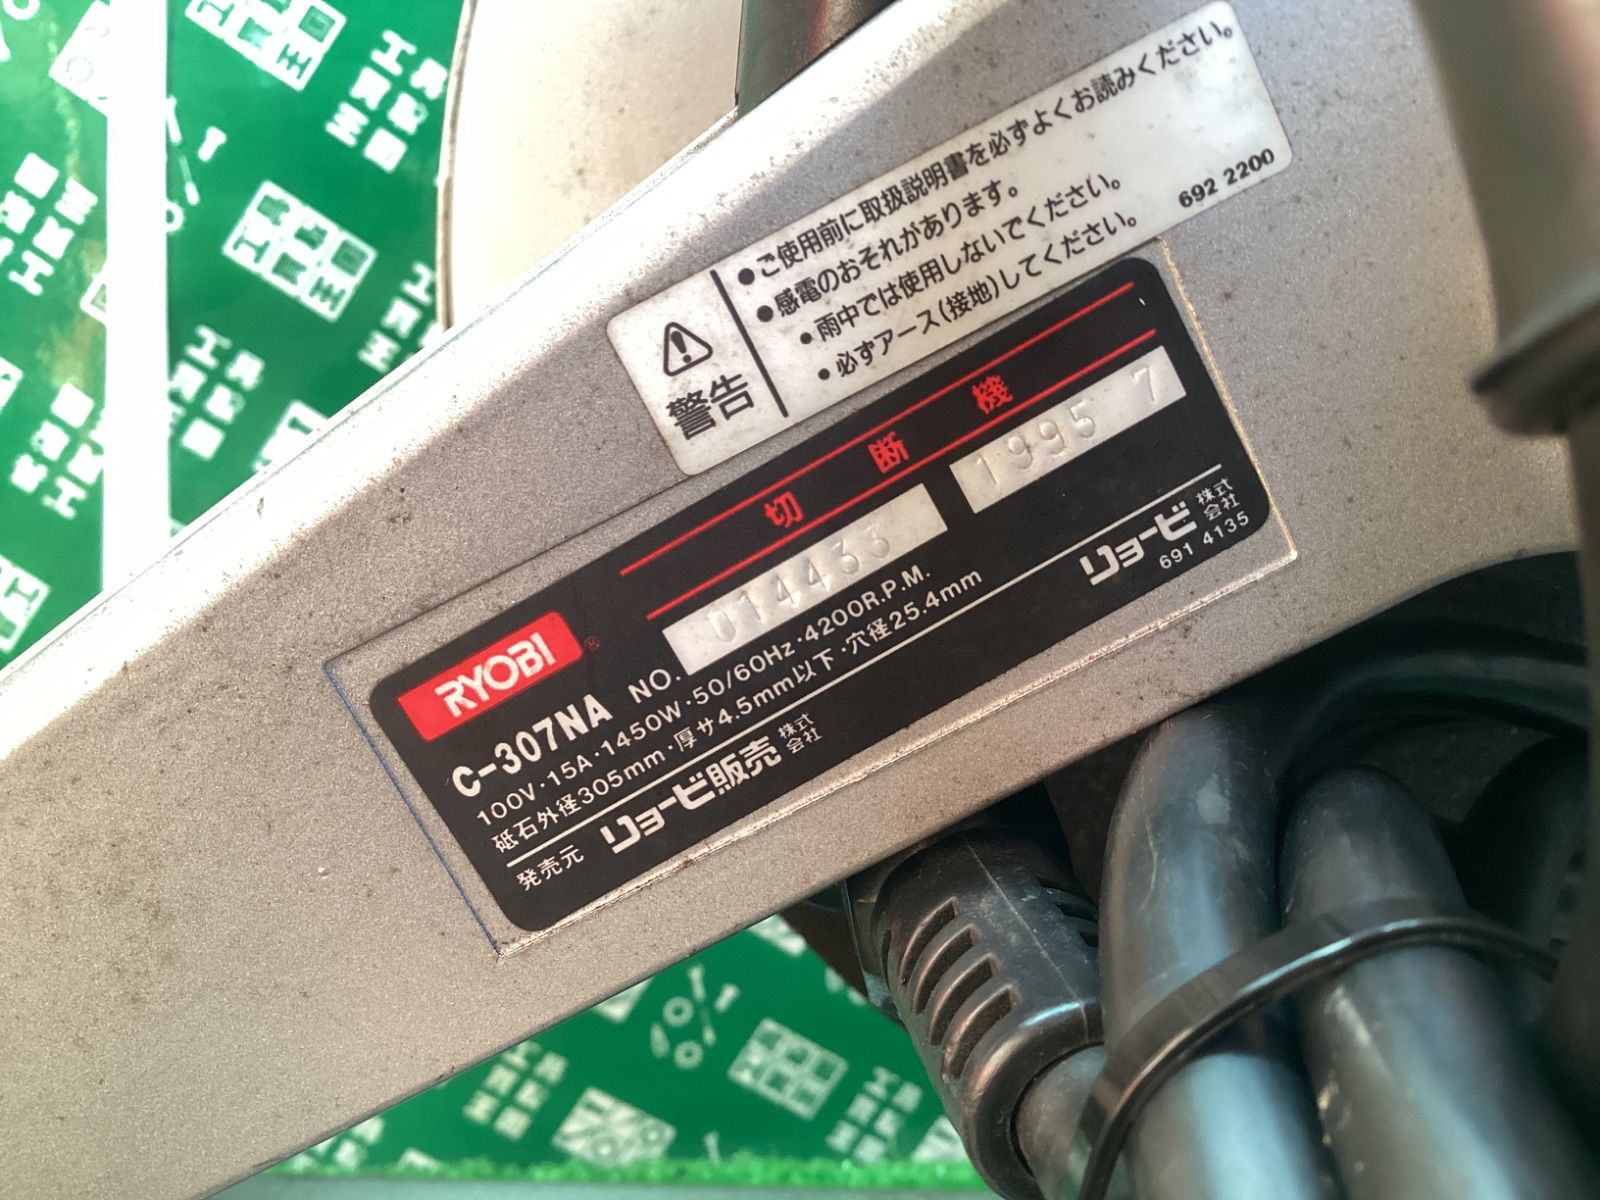 警告
●ご使用前に取扱説明書を必ずよくお読みください。
●感電のおそれがあります。
・雨中では使用しないでください。
・必ずアース(接地)してください。
692 2200
切断機
RYOBI®
C-307NA NO. 014433 1995 7
100V・15A・1450W・50/60Hz・4200R.P.M.
砥石外径305mm・厚サ4.5mm以下・穴径25.4mm
発売元 リョービ販売株式会社
リョービ株式会社
691 4135